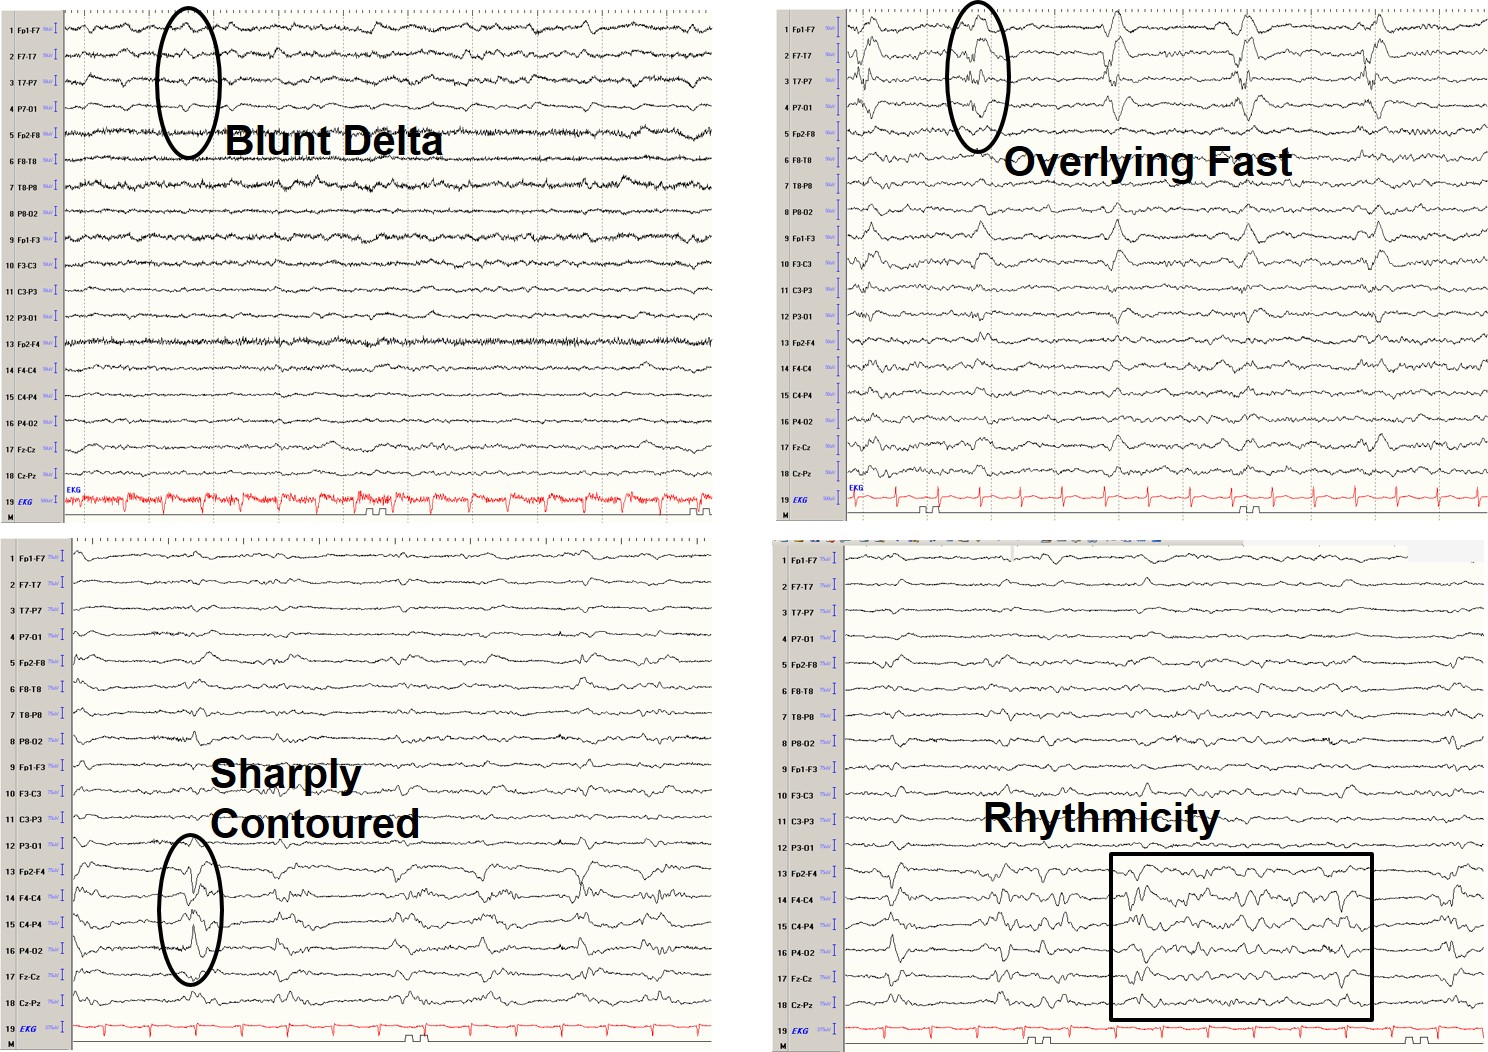 1 Fp1-F7
2 F7-T7
3 T7-P7
4 P7-O1
5 Fp2-F8
6 F8-T8
7 T8-P8
8 P8-O2
9 Fp1-F3
10 F3-C3
11 C3-P3
12 P3-O1
13 Fp2-F4
14 F4-C4
15 C4-P4
16 P4-O2
17 Fz-Cz
18 Cz-Pz
EKG
19 EKG
M
Blunt Delta
1 Fp1-F7
2 F7-T7
3 T7-P7
4 P7-O1
5 Fp2-F8
6 F8-T8
7 T8-P8
8 P8-O2
9 Fp1-F3
10 F3-C3
11 C3-P3
12 P3-O1
13 Fp2-F4
14 F4-C4
15 C4-P4
16 P4-O2
17 Fz-Cz
18 Cz-Pz
EKG
19 EKG
M
Overlying Fast
1 Fp1-F7
2 F7-T7
3 T7-P7
4 P7-O1
5 Fp2-F8
6 F8-T8
7 T8-P8
8 P8-O2
9 Fp1-F3
10 F3-C3
11 C3-P3
12 P3-O1
13 Fp2-F4
14 F4-C4
15 C4-P4
16 P4-O2
17 Fz-Cz
18 Cz-Pz
19 EKG
M
Sharply
Contoured
1 Fp1-F7
2 F7-T7
3 T7-P7
4 P7-O1
5 Fp2-F8
6 F8-T8
7 T8-P8
8 P8-O2
9 Fp1-F3
10 F3-C3
11 C3-P3
12 P3-O1
13 Fp2-F4
14 F4-C4
15 C4-P4
16 P4-O2
17 Fz-Cz
18 Cz-Pz
19 EKG
M
Rhythmicity